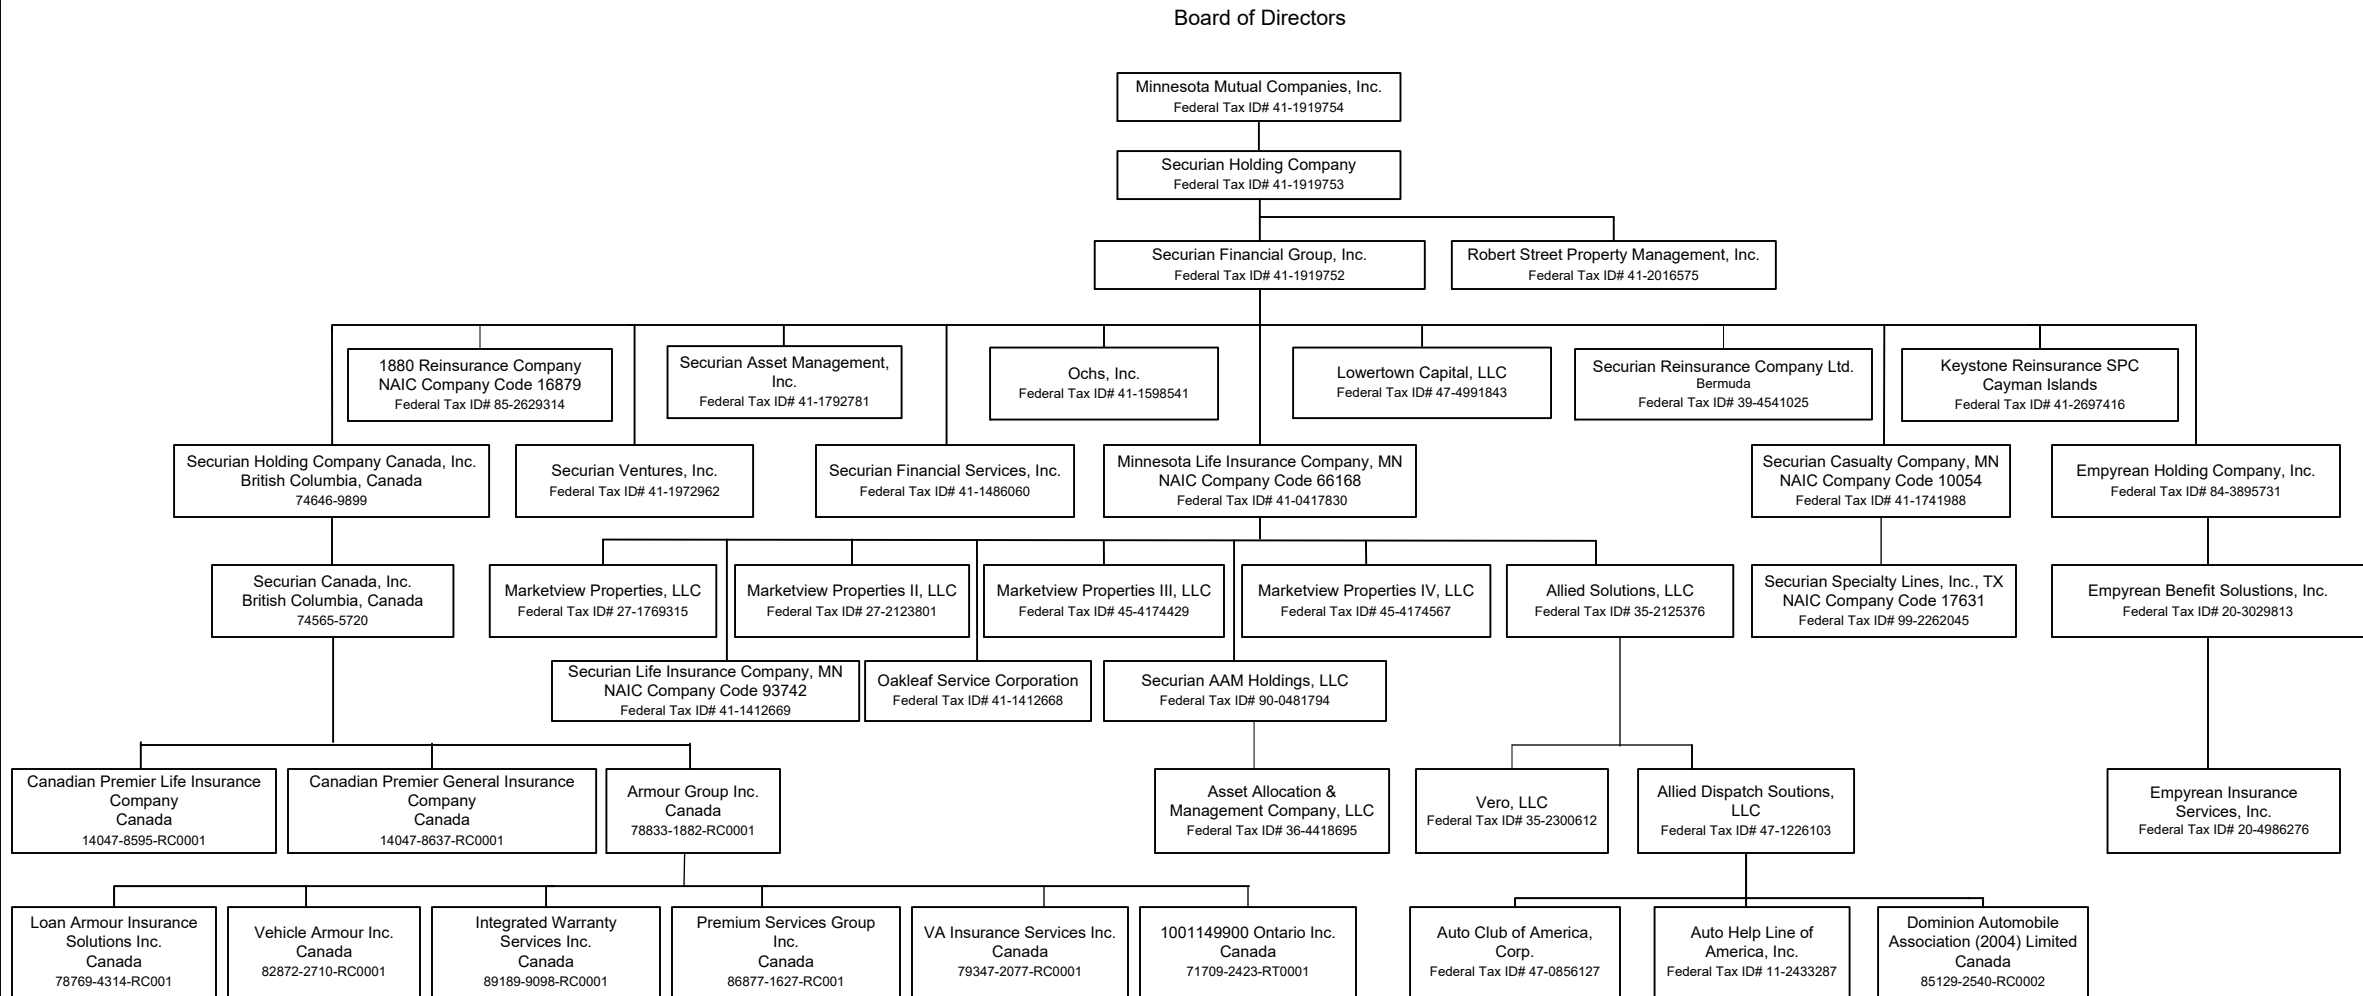 Board of Directors
Minnesota Mutual Companies, Inc.
Federal Tax ID# 41-1919754
Securian Holding Company
Federal Tax ID# 41-1919753
Securian Financial Group, Inc.
Federal Tax ID# 41-1919752
Robert Street Property Management, Inc.
Federal Tax ID# 41-2016575
1880 Reinsurance Company
NAIC Company Code 16879
Federal Tax ID# 85-2629314
Securian Asset Management,
Inc.
Federal Tax ID# 41-1792781
Ochs, Inc.
Federal Tax ID# 41-1598541
Lowertown Capital, LLC
Federal Tax ID# 47-4991843
Securian Reinsurance Company Ltd.
Bermuda
Federal Tax ID# 39-4541025
Keystone Reinsurance SPC
Cayman Islands
Federal Tax ID# 41-2697416
Securian Holding Company Canada, Inc.
British Columbia, Canada
74646-9899
Securian Ventures, Inc.
Federal Tax ID# 41-1972962
Securian Financial Services, Inc.
Federal Tax ID# 41-1486060
Minnesota Life Insurance Company, MN
NAIC Company Code 66168
Federal Tax ID# 41-0417830
Securian Casualty Company, MN
NAIC Company Code 10054
Federal Tax ID# 41-1741988
Empyrean Holding Company, Inc.
Federal Tax ID# 84-3895731
Securian Canada, Inc.
British Columbia, Canada
74565-5720
Marketview Properties, LLC
Federal Tax ID# 27-1769315
Marketview Properties II, LLC
Federal Tax ID# 27-2123801
Marketview Properties III, LLC
Federal Tax ID# 45-4174429
Marketview Properties IV, LLC
Federal Tax ID# 45-4174567
Allied Solutions, LLC
Federal Tax ID# 35-2125376
Securian Specialty Lines, Inc., TX
NAIC Company Code 17631
Federal Tax ID# 99-2262045
Empyrean Benefit Solustions, Inc.
Federal Tax ID# 20-3029813
Securian Life Insurance Company, MN
NAIC Company Code 93742
Federal Tax ID# 41-1412669
Oakleaf Service Corporation
Federal Tax ID# 41-1412668
Securian AAM Holdings, LLC
Federal Tax ID# 90-0481794
Canadian Premier Life Insurance
Company
Canada
14047-8595-RC0001
Canadian Premier General Insurance
Company
Canada
14047-8637-RC0001
Armour Group Inc.
Canada
78833-1882-RC0001
Asset Allocation &
Management Company, LLC
Federal Tax ID# 36-4418695
Vero, LLC
Federal Tax ID# 35-2300612
Allied Dispatch Soutions,
LLC
Federal Tax ID# 47-1226103
Empyrean Insurance
Services, Inc.
Federal Tax ID# 20-4986276
Loan Armour Insurance
Solutions Inc.
Canada
78769-4314-RC001
Vehicle Armour Inc.
Canada
82872-2710-RC0001
Integrated Warranty
Services Inc.
Canada
89189-9098-RC0001
Premium Services Group
Inc.
Canada
86877-1627-RC001
VA Insurance Services Inc.
Canada
79347-2077-RC0001
1001149900 Ontario Inc.
Canada
71709-2423-RT0001
Auto Club of America,
Corp.
Federal Tax ID# 47-0856127
Auto Help Line of
America, Inc.
Federal Tax ID# 11-2433287
Dominion Automobile
Association (2004) Limited
Canada
85129-2540-RC0002